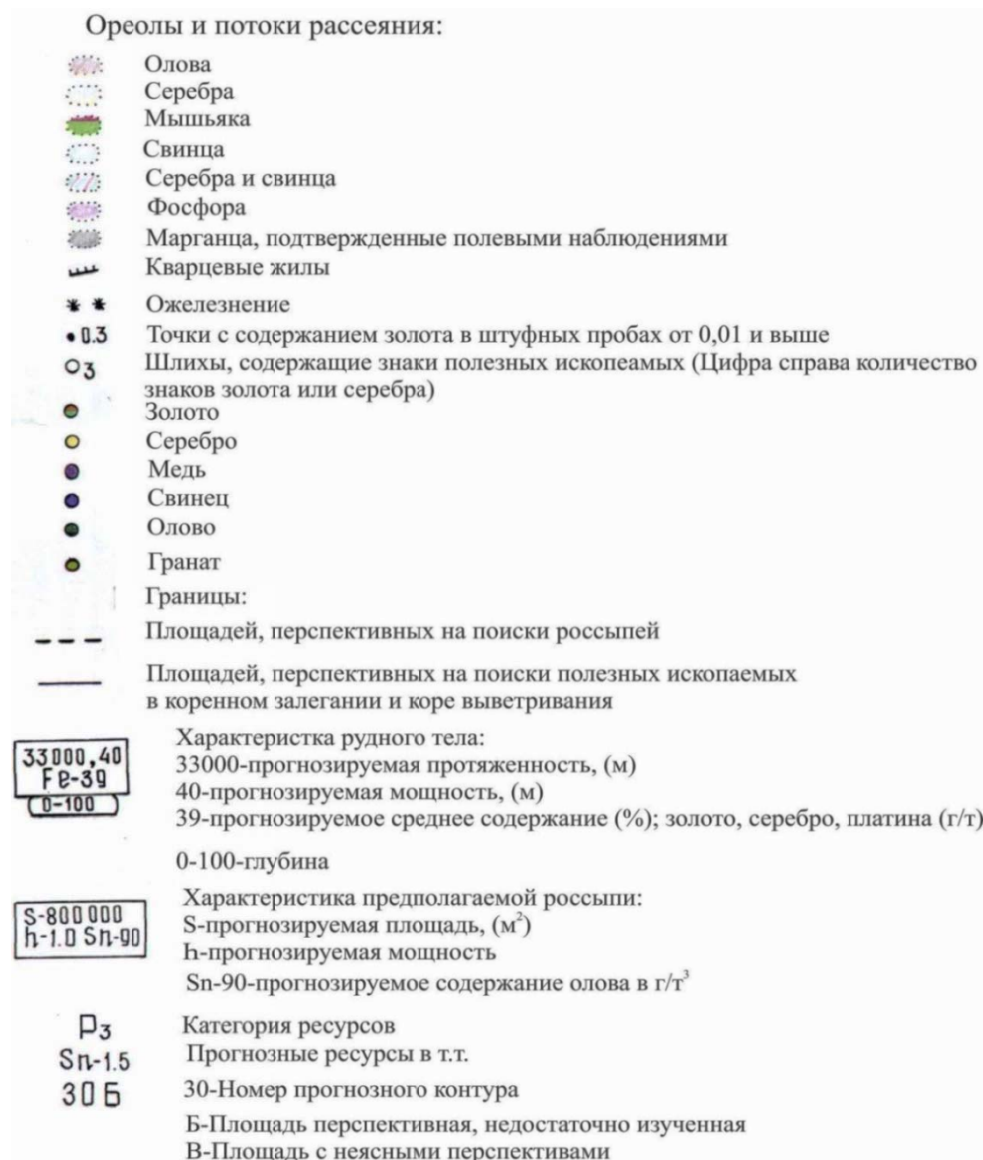 Ореолы и потоки рассеяния:
Олова
Серебра
Мышьяка
Свинца
Серебра и свинца
Фосфора
Марганца, подтвержденные полевыми наблюдениями
Кварцевые жилы
Ожелезнение
0.3 Точки с содержанием золота в штуфных пробах от 0,01 и выше
3 Шлихи, содержащие знаки полезных ископеамых (Цифра справа количество
знаков золота или серебра)
Золото
Серебро
Медь
Свинец
Олово
Гранат
Границы:
Площадей, перспективных на поиски россыпей
Площадей, перспективных на поиски полезных ископаемых
в коренном залегании и коре выветривания
33000,40
Fe-39
0-100
Характеристка рудного тела:
33000-прогнозируемая протяженность, (м)
40-прогнозируемая мощность, (м)
39-прогнозируемое среднее содержание (%); золото, серебро, платина (г/т)
0-100-глубина
S-800 000
h-1.0 Sn-90
Характеристика предполагаемой россыпи:
S-прогнозируемая площадь, (м²)
h-прогнозируемая мощность
Sn-90-прогнозируемое содержание олова в г/т³
P₃ Категория ресурсов
Sn-1.5 Прогнозные ресурсы в т.т.
30 Б 30-Номер прогнозного контура
Б-Площадь перспективная, недостаточно изученная
В-Площадь с неясными перспективами